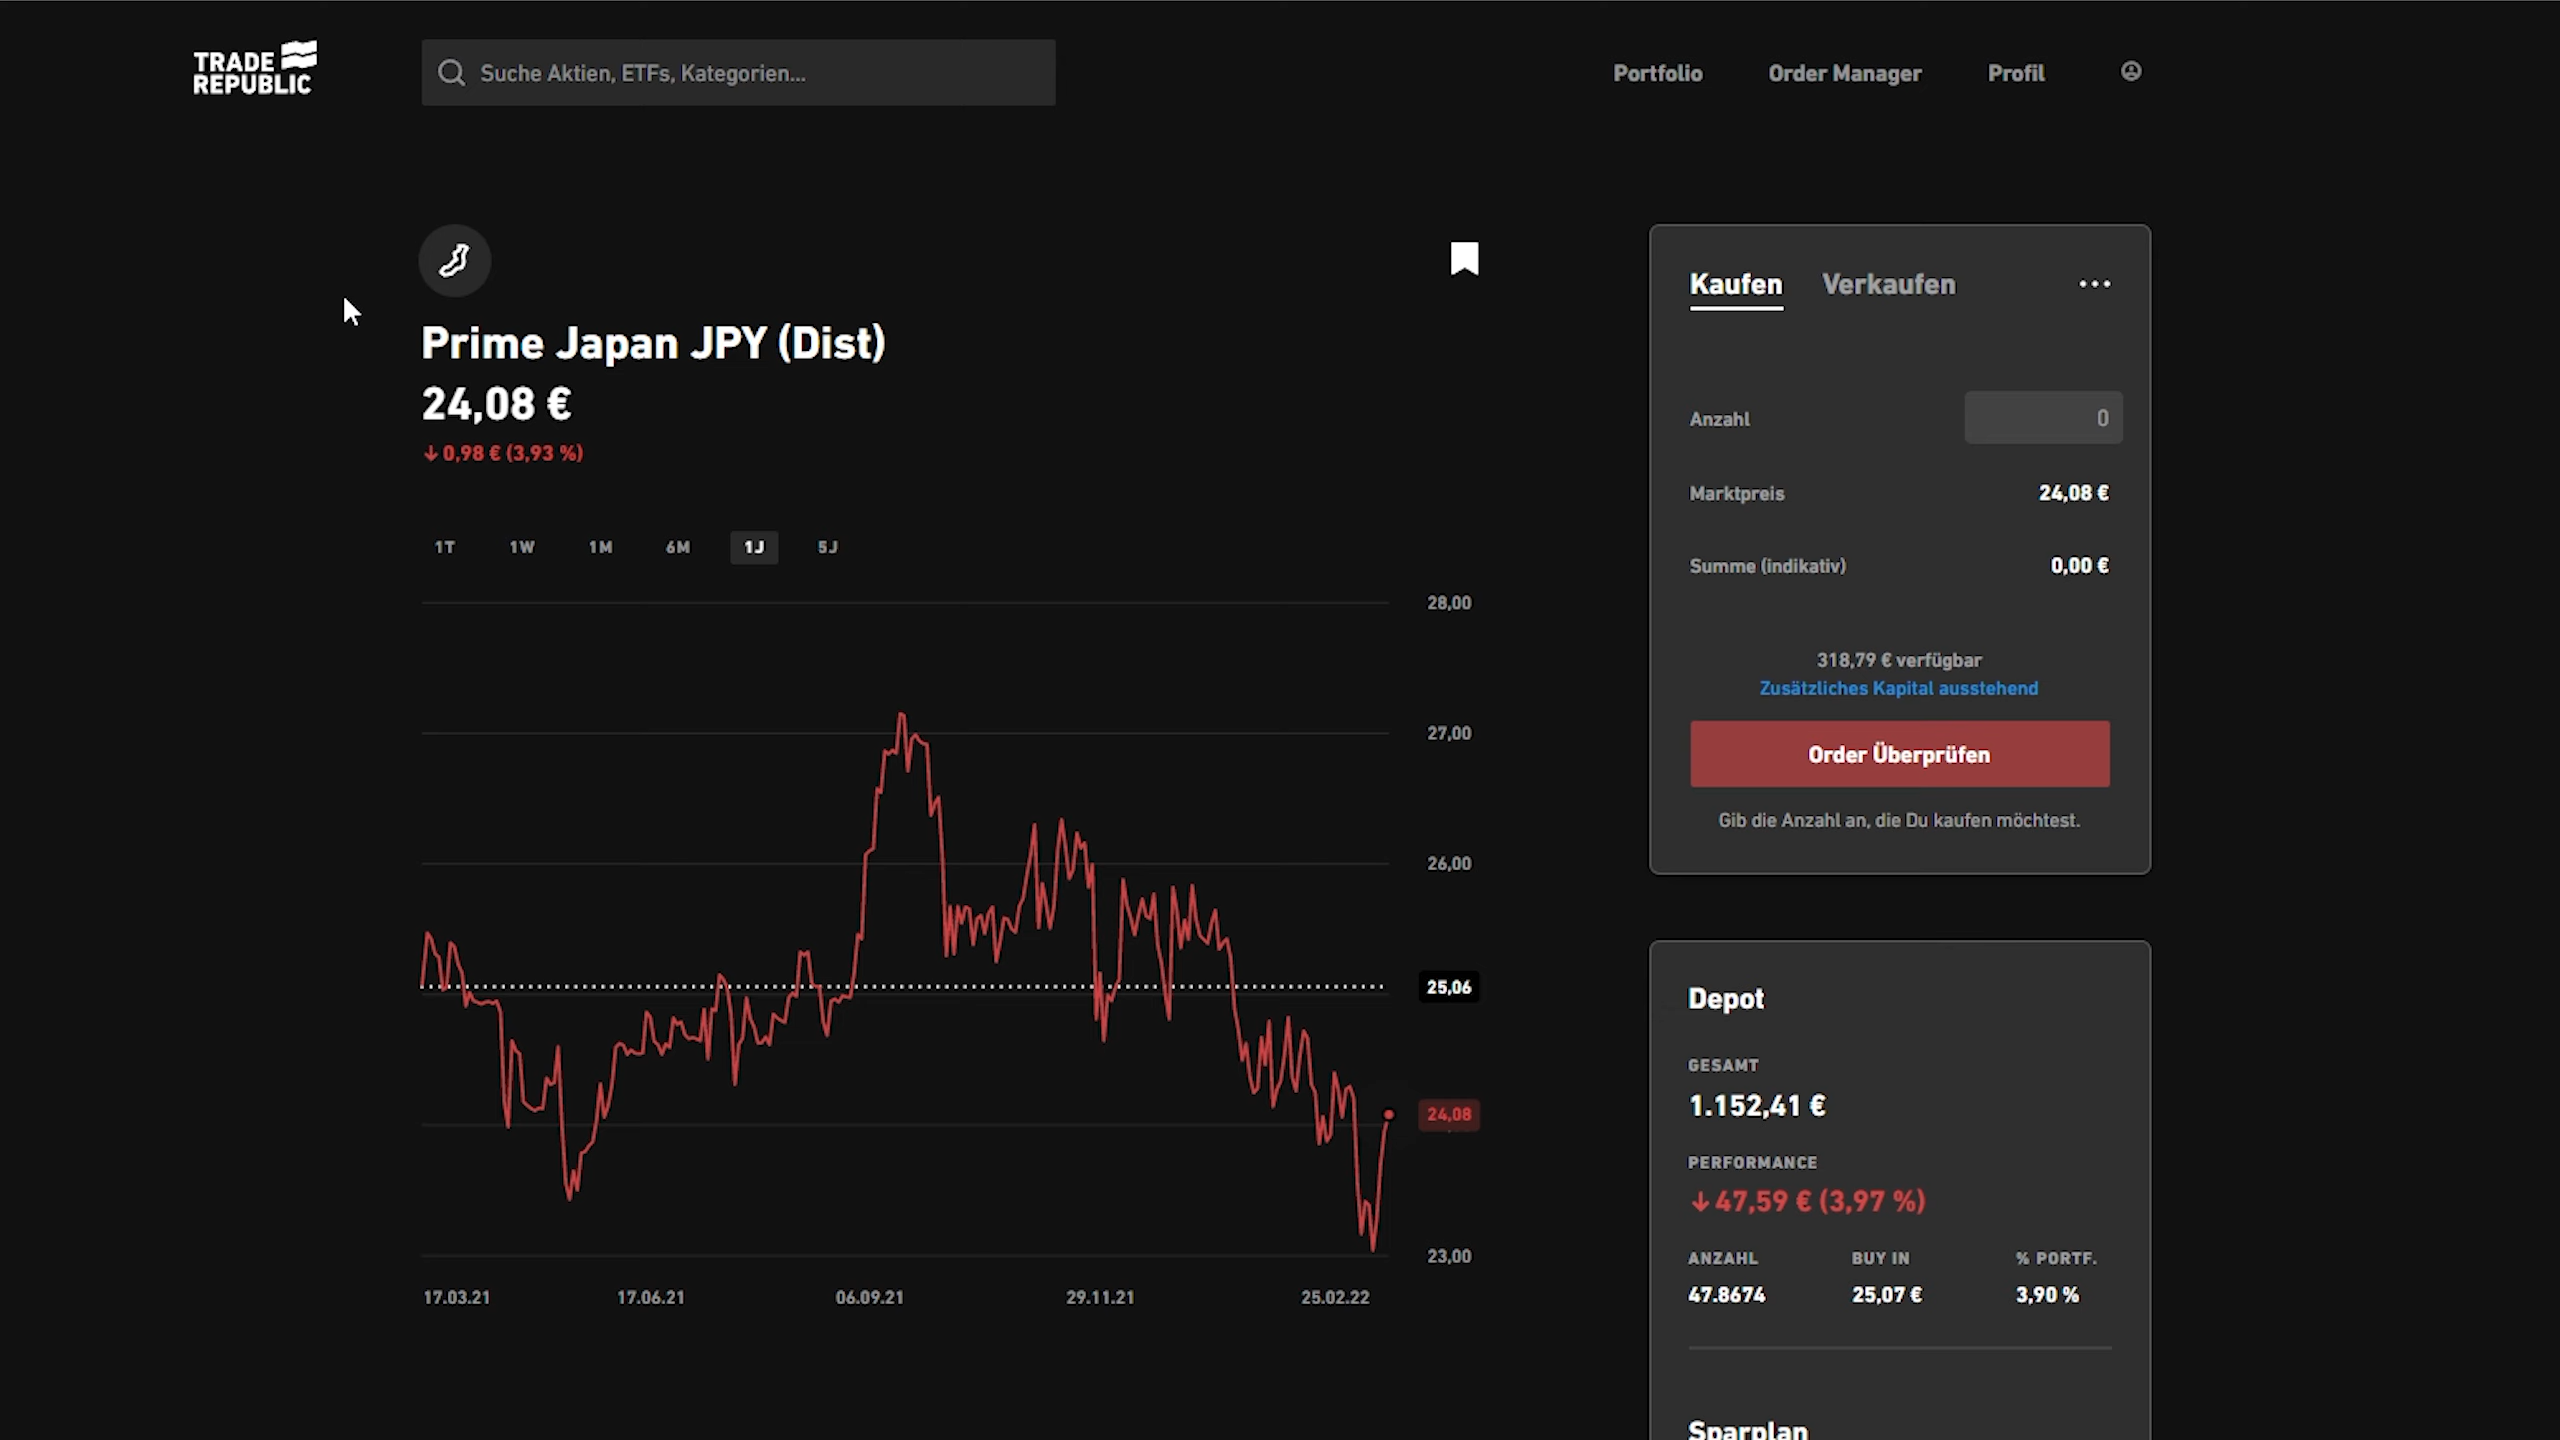 TRADE
REPUBLIC
Suche Aktien, ETFs, Kategorien...
Portfolio
Order Manager
Profil
Prime Japan JPY (Dist)
24,08 €
↓ 0,98 € (3,93 %)
1T 1W 1M 6M 1J 5J
28,00
27,00
26,00
25,06
24,08
23,00
17.03.21 17.06.21 06.09.21 29.11.21 25.02.22
Kaufen Verkaufen ...
Anzahl 0
Marktpreis 24,08 €
Summe (indikativ) 0,00 €
318,79 € verfügbar
Zusätzliches Kapital ausstehend
Order Überprüfen
Gib die Anzahl an, die Du kaufen möchtest.
Depot
GESAMT
1.152,41 €
PERFORMANCE
↓ 47,59 € (3,97 %)
ANZAHL BUY IN % PORTF.
47.8674 25,07 € 3,90 %
Sparplan